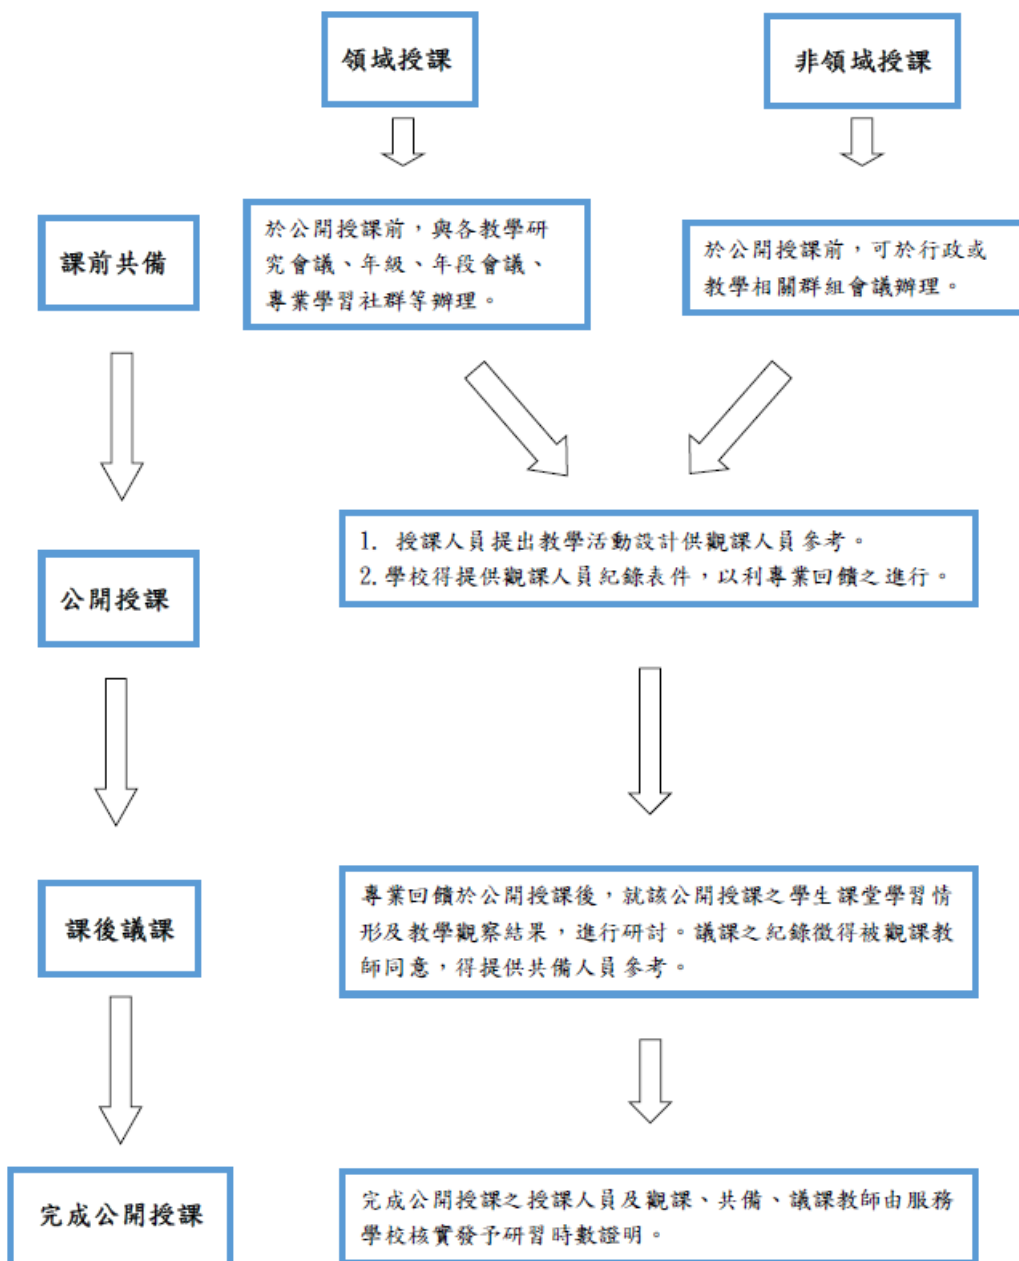 領域授課
非領域授課
課前共備
於公開授課前，與各教學研
究會議、年級、年段會議、
專業學習社群等辦理。
於公開授課前，可於行政或
教學相關群組會議辦理。
公開授課
1. 授課人員提出教學活動設計供觀課人員參考。
2.學校得提供觀課人員紀錄表件，以利專業回饋之進行。
課後議課
專業回饋於公開授課後，就該公開授課之學生課堂學習情
形及教學觀察結果，進行研討。議課之紀錄徵得被觀課教
師同意，得提供共備人員參考。
完成公開授課
完成公開授課之授課人員及觀課、共備、議課教師由服務
學校核實發予研習時數證明。